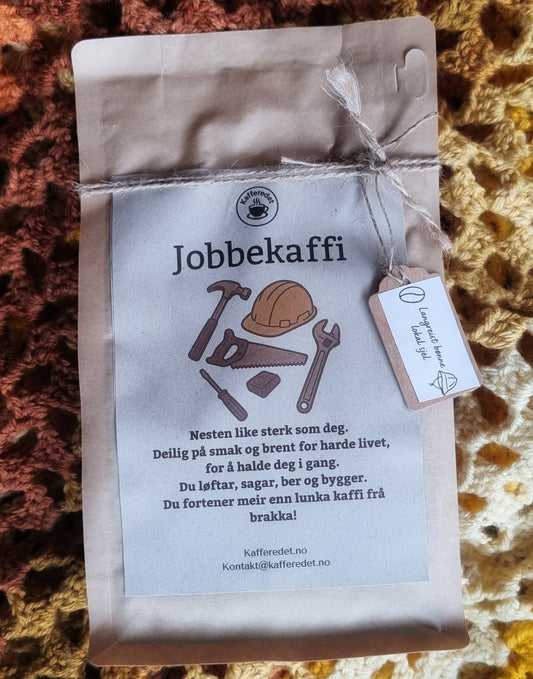 Kafferedet
Jobbekaffi
Langreist bønne
lokal sjel
Nesten like sterk som deg.
Deilig på smak og brent for harde livet,
for å halde deg i gang.
Du løftar, sagar, ber og bygger.
Du fortener meir enn lunka kaffi frå
brakka!
Kafferedet.no
Kontakt@kafferedet.no